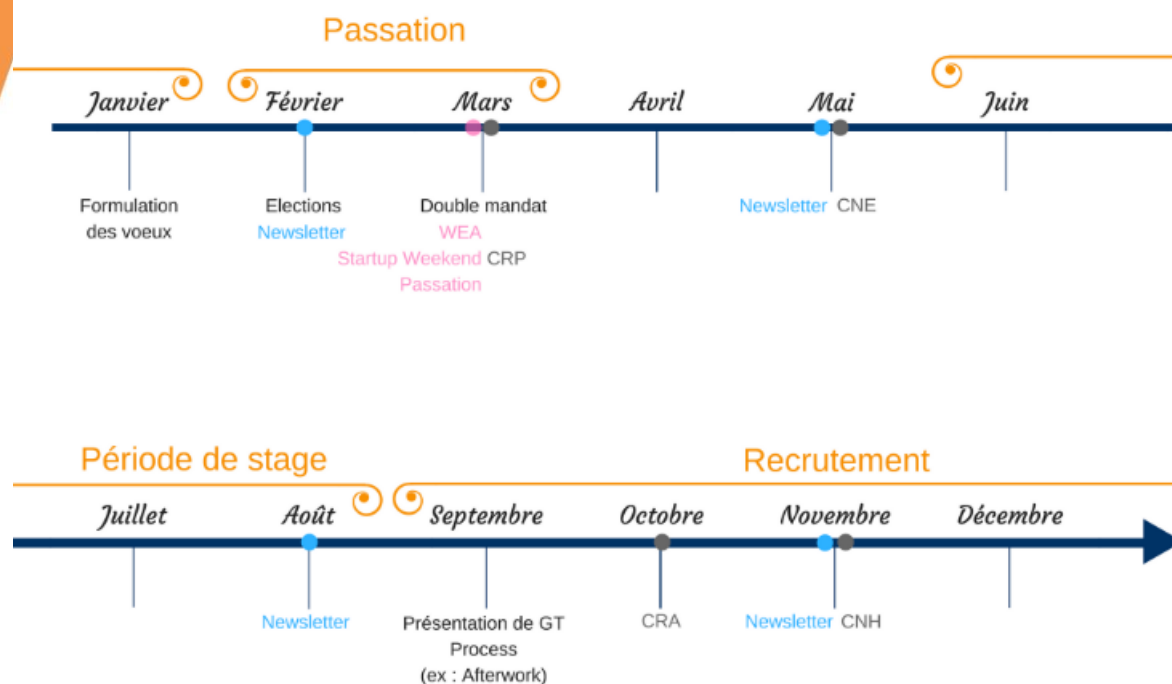 Passation
Janvier Février Mars Avril Mai Juin
Formulation
des voeux
Elections
Newsletter
Double mandat
WEA
Startup Weekend CRP
Passation
Newsletter CNE
Période de stage
Recrutement
Juillet Août Septembre Octobre Novembre Décembre
Newsletter
Présentation de GT
Process
(ex : Afterwork)
CRA
Newsletter CNH